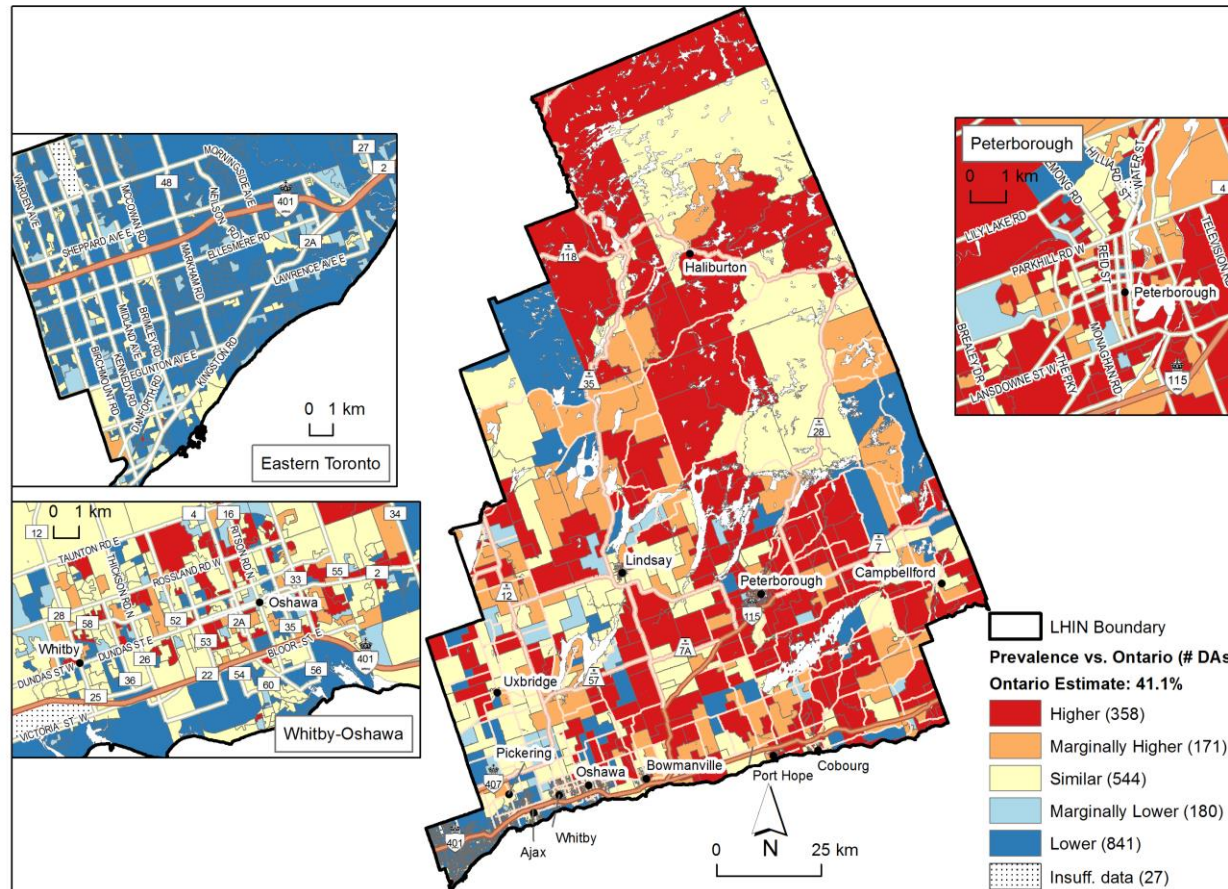 WARDEN AVE
MCCOWAN RD
48
MORNINGSIDE AVE
NEILSON RD
27
2
401
SHEPPARD AVE E
ELLESMERE RD
2A
MARKHAM RD
LAWRENCE AVE E
MIDLAND AVE
BRIMLEY RD
BIRCHMOUNT RD
KENNEDY RD
EGLINTON AVE E
DANFORTH RD
KINGSTON RD
0 1 km
Eastern Toronto
0 1 km
12
4
16
34
TAUNTON RD E
RITSON RD N
THICKSON RD N
ROSSLAND RD W
33
55
2
28
58
52
Oshawa
2A
53
35
Whitby
DUNDAS ST E
DUNDAS ST W
26
BLOOR ST E
401
36
22
54
56
60
25
VICTORIA ST W
Whitby-Oshawa
118
Haliburton
35
28
Lindsay
7
Campbellford
Peterborough
12
115
7A
57
Uxbridge
Pickering
Oshawa
Bowmanville
Cobourg
Port Hope
407
Whitby
Ajax
401
N
0 25 km
Peterborough
0 1 km
HILLIARD ST
WATER ST
4
LILY LAKE RD
TELEVISION RD
PARKHILL RD W
REID ST
Peterborough
BREALEY DR
MONAGHAN RD
THE PKY
LANSDOWNE ST W
115
LHIN Boundary
Prevalence vs. Ontario (# DAs
Ontario Estimate: 41.1%
Higher (358)
Marginally Higher (171)
Similar (544)
Marginally Lower (180)
Lower (841)
Insuff. data (27)